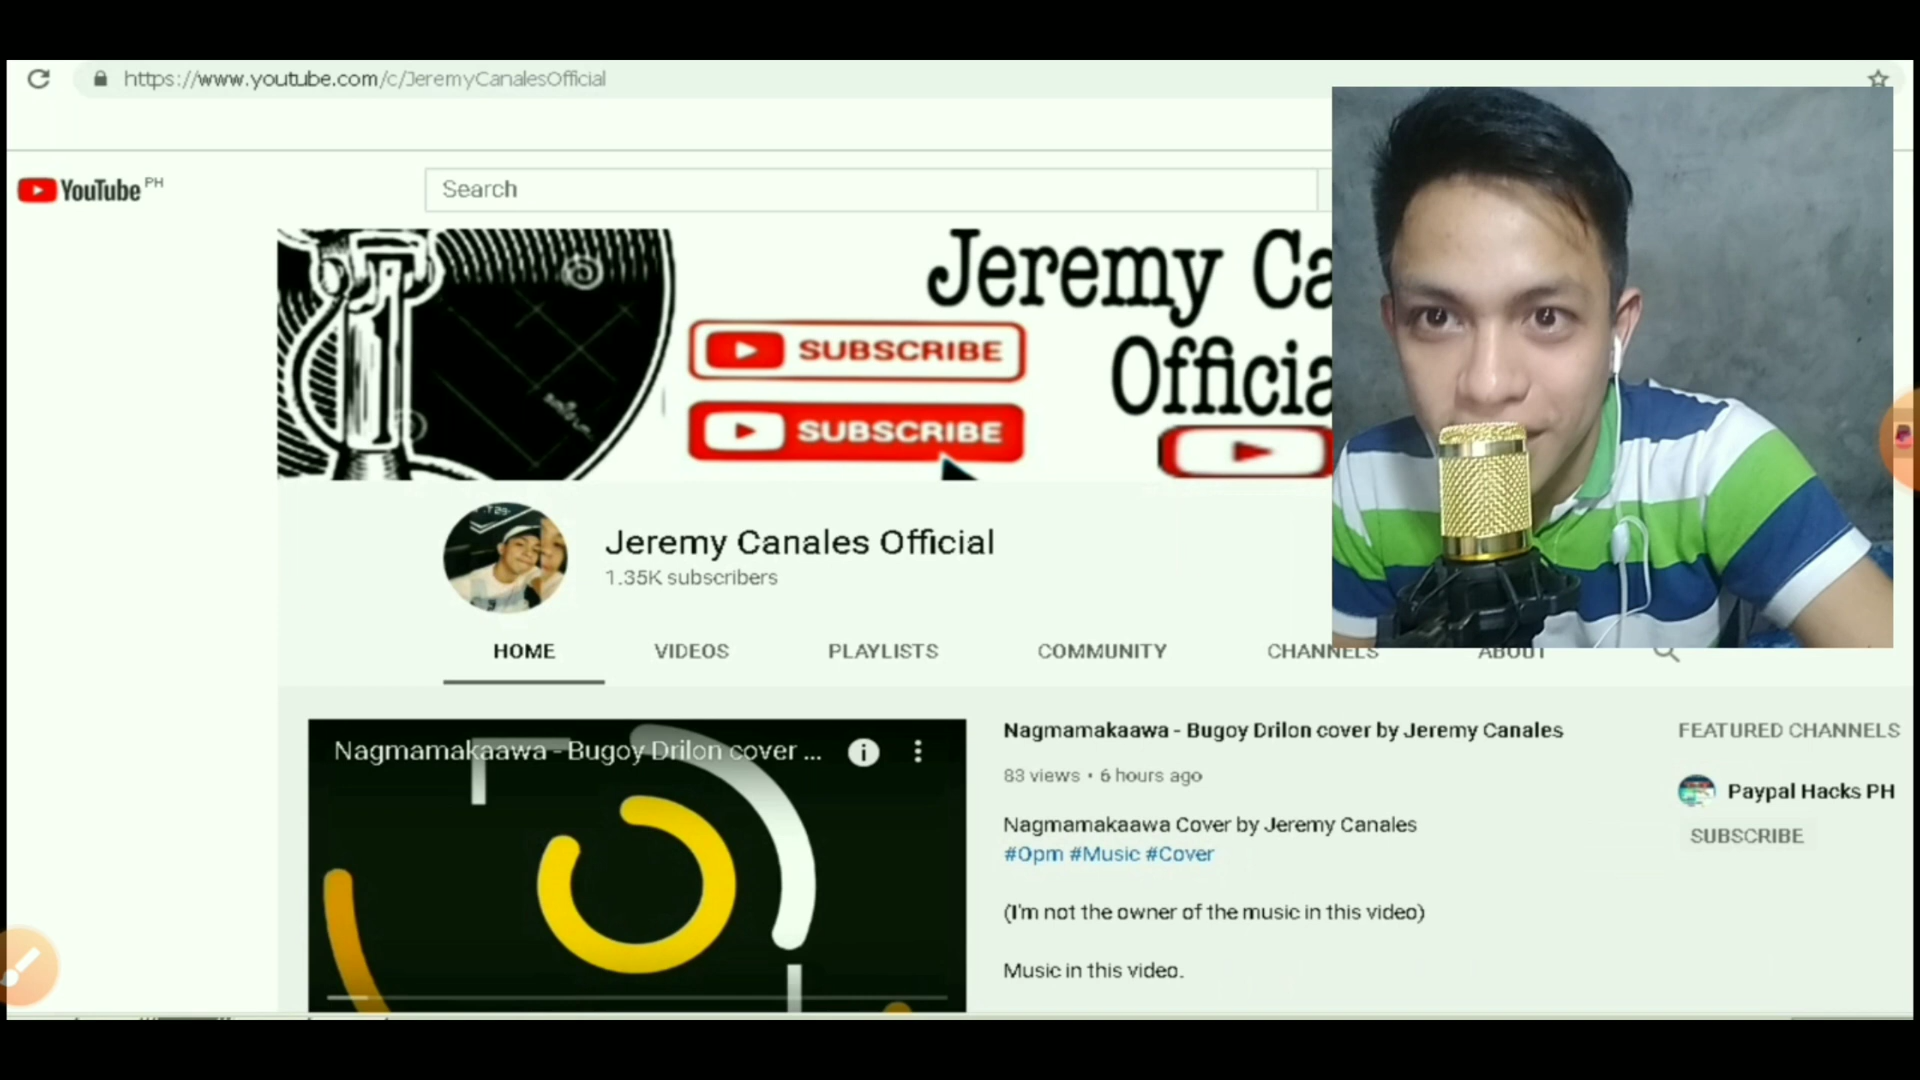 https://www.youtube.com/c/JeremyCanalesOfficial
YouTube PH
Search
Jeremy Ca
Official
SUBSCRIBE
SUBSCRIBE
Jeremy Canales Official
1.35K subscribers
HOME VIDEOS PLAYLISTS COMMUNITY CHANNELS ABOUT
Nagmamakaawa - Bugoy Drilon cover ...
Nagmamakaawa - Bugoy Drilon cover by Jeremy Canales
83 views • 6 hours ago
Nagmamakaawa Cover by Jeremy Canales
#Opm #Music #Cover
(I'm not the owner of the music in this video)
Music in this video.
FEATURED CHANNELS
Paypal Hacks PH
SUBSCRIBE